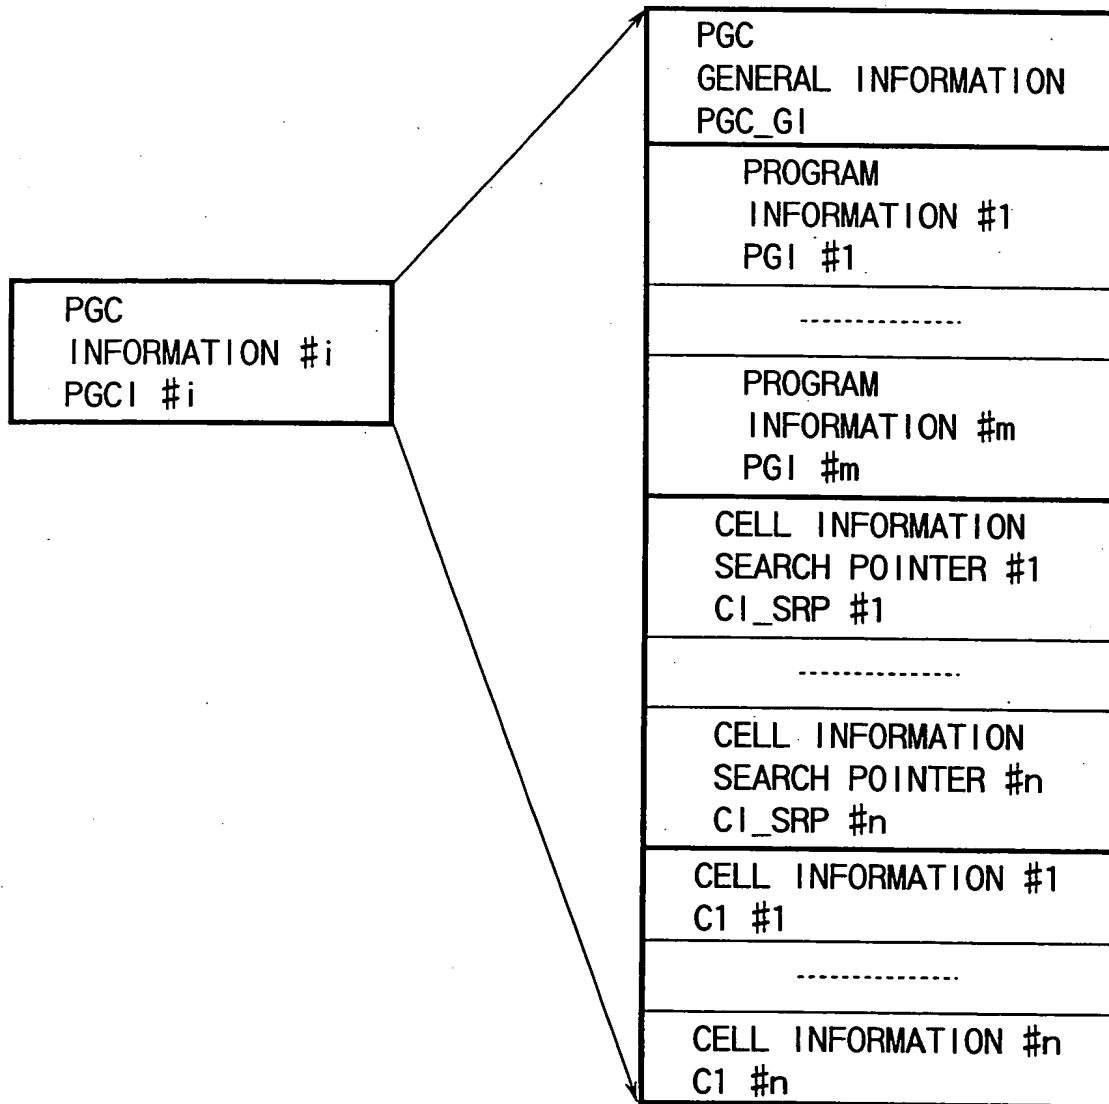 PGC
INFORMATION #i
PGCI #i
PGC
GENERAL INFORMATION
PGC_GI
PROGRAM
INFORMATION #1
PGI #1
PROGRAM
INFORMATION #m
PGI #m
CELL INFORMATION
SEARCH POINTER #1
CI_SRP #1
CELL INFORMATION
SEARCH POINTER #n
CI_SRP #n
CELL INFORMATION #1
C1 #1
CELL INFORMATION #n
C1 #n